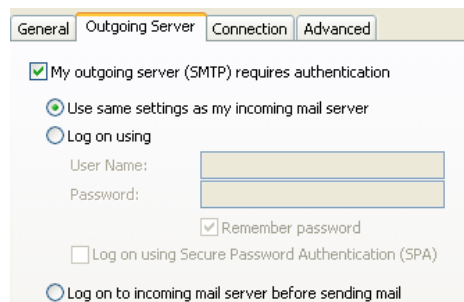 General Outgoing Server Connection Advanced
My outgoing server (SMTP) requires authentication
Use same settings as my incoming mail server
Log on using
User Name:
Password:
Remember password
Log on using Secure Password Authentication (SPA)
Log on to incoming mail server before sending mail